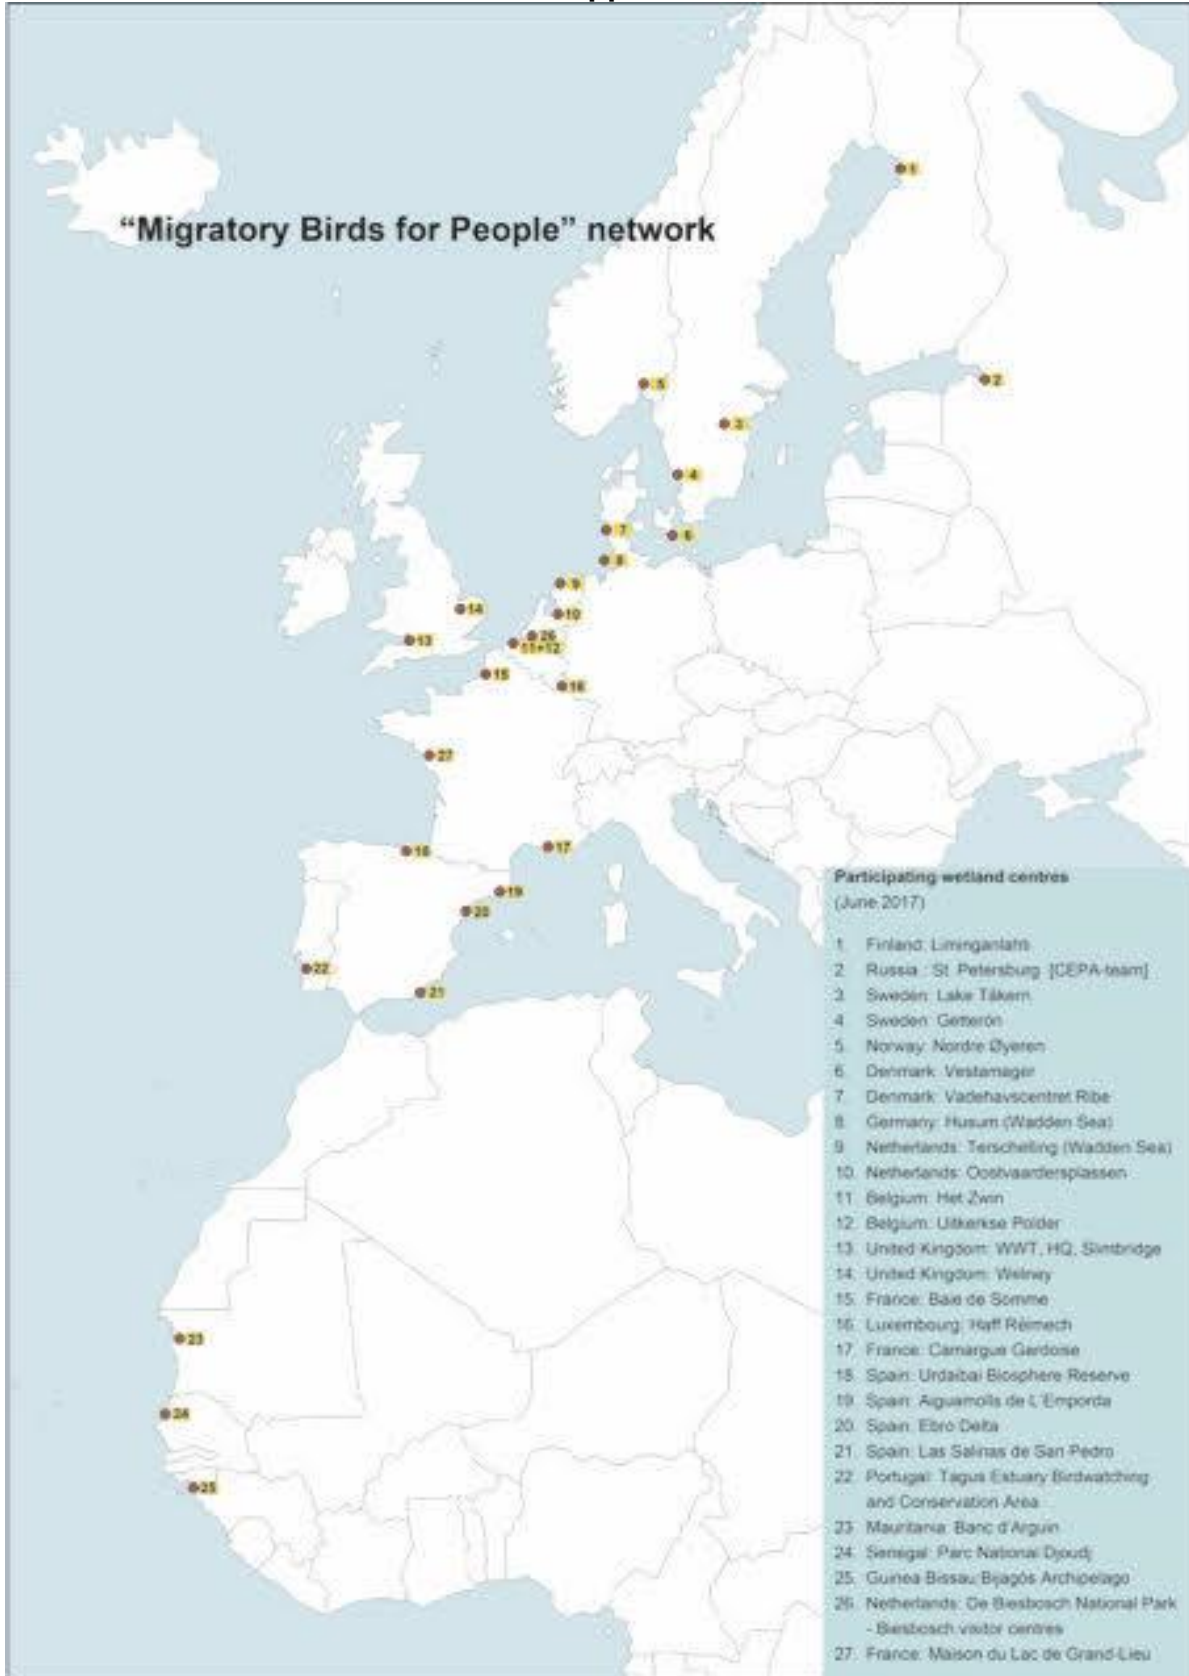 “Migratory Birds for People” network
1
2
5
3
4
7
6
8
9
14
10
26
13
11+12
15
16
27
18
17
19
20
22
21
23
24
25
Participating wetland centres
(June 2017)
1 Finland: Liminganlahti
2 Russia : St. Petersburg [CEPA-team]
3 Sweden: Lake Tåkern
4 Sweden: Getterön
5. Norway: Nordre Øyeren
6 Denmark: Vestamager
7 Denmark: Vadehavscentret Ribe
8 Germany: Husum (Wadden Sea)
9 Netherlands: Terschelling (Wadden Sea)
10. Netherlands: Oostvaardersplassen
11 Belgium: Het Zwin
12. Belgium: Uitkerkse Polder
13. United Kingdom: WWT, HQ, Slimbridge
14. United Kingdom: Welney
15. France: Baie de Somme
16. Luxembourg: Haff Réimech
17. France: Camargue Gardoise
18. Spain: Urdaibai Biosphere Reserve
19. Spain: Aiguamolls de L'Emporda
20. Spain: Ebro Delta
21. Spain: Las Salinas de San Pedro
22. Portugal: Tagus Estuary Birdwatching
and Conservation Area
23. Mauritania: Banc d'Arguin
24. Senegal: Parc National Djoudj
25. Guinea Bissau:Bijagós Archipelago
26. Netherlands: De Biesbosch National Park
- Biesbosch visitor centres
27. France: Maison du Lac de Grand-Lieu